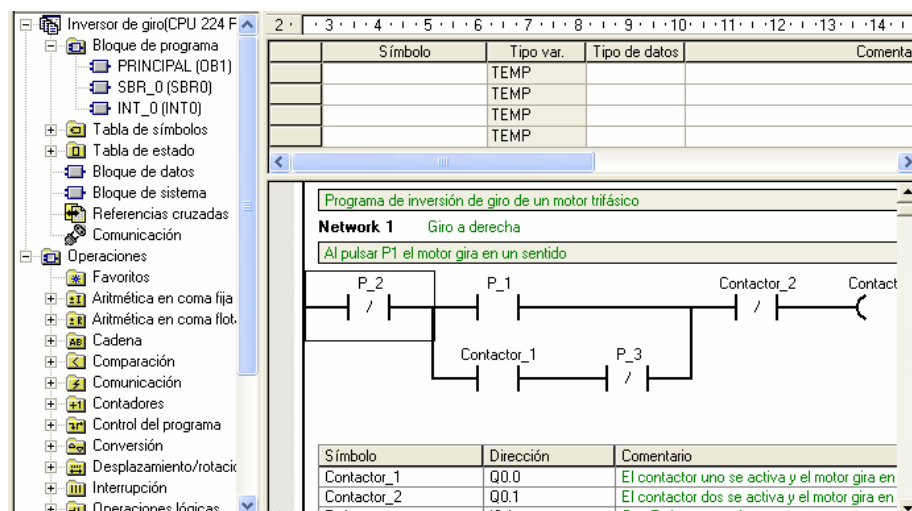 Inversor de giro(CPU 224 F
Bloque de programa
PRINCIPAL (OB1)
SBR_0 (SBR0)
INT_0 (INT0)
Tabla de símbolos
Tabla de estado
Bloque de datos
Bloque de sistema
Referencias cruzadas
Comunicación
Operaciones
Favoritos
Aritmética en coma fija
Aritmética en coma flot
Cadena
Comparación
Comunicación
Contadores
Control del programa
Conversión
Desplazamiento/rotació
Interrupción
Operaciones lógicas
2 · · 3 · ı · 4 · ı · 5 · ı · 6 · ı · 7 · ı · 8 · ı · 9 · ı · 10 · ı · 11 · ı · 12 · ı · 13 · ı · 14 · ı
Símbolo Tipo var. Tipo de datos Comenta
TEMP
TEMP
TEMP
TEMP
Programa de inversión de giro de un motor trifásico
Network 1 Giro a derecha
Al pulsar P1 el motor gira en un sentido
P_2 P_1 Contactor_2 Contact
Contactor_1 P_3
Símbolo Dirección Comentario
Contactor_1 Q0.0 El contactor uno se activa y el motor gira en
Contactor_2 Q0.1 El contactor dos se activa y el motor gira en